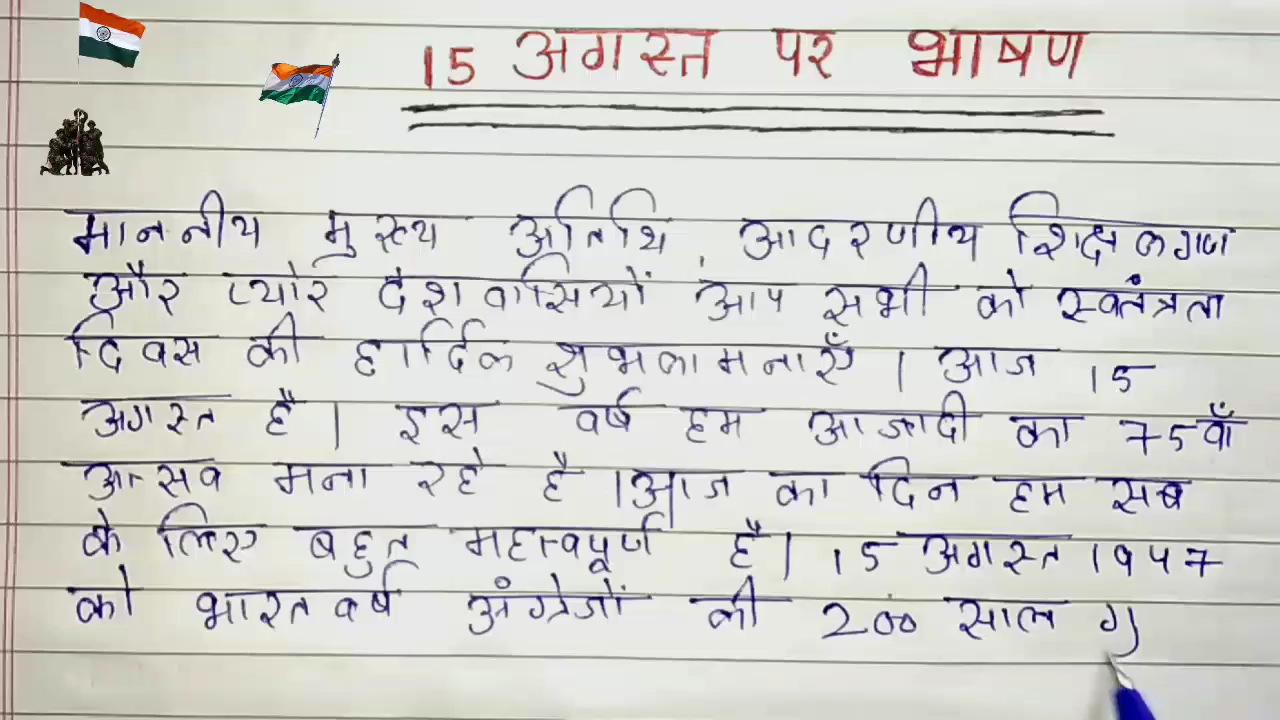 15 अगस्त पर भाषण
माननीय मुख्य अतिथि, आदरणीय शिक्षकगण
और प्यारे देशवासियों आप सभी को स्वतंत्रता
दिवस की हार्दिक शुभकामनाएँ । आज 15
अगस्त है । इस वर्ष हम आजादी का 75वाँ
उत्सव मना रहे है ।आज का दिन हम सब
के लिए बहुत महत्वपूर्ण है । 15 अगस्त 1947
को भारतवर्ष अंग्रेजों की 200 साल गु